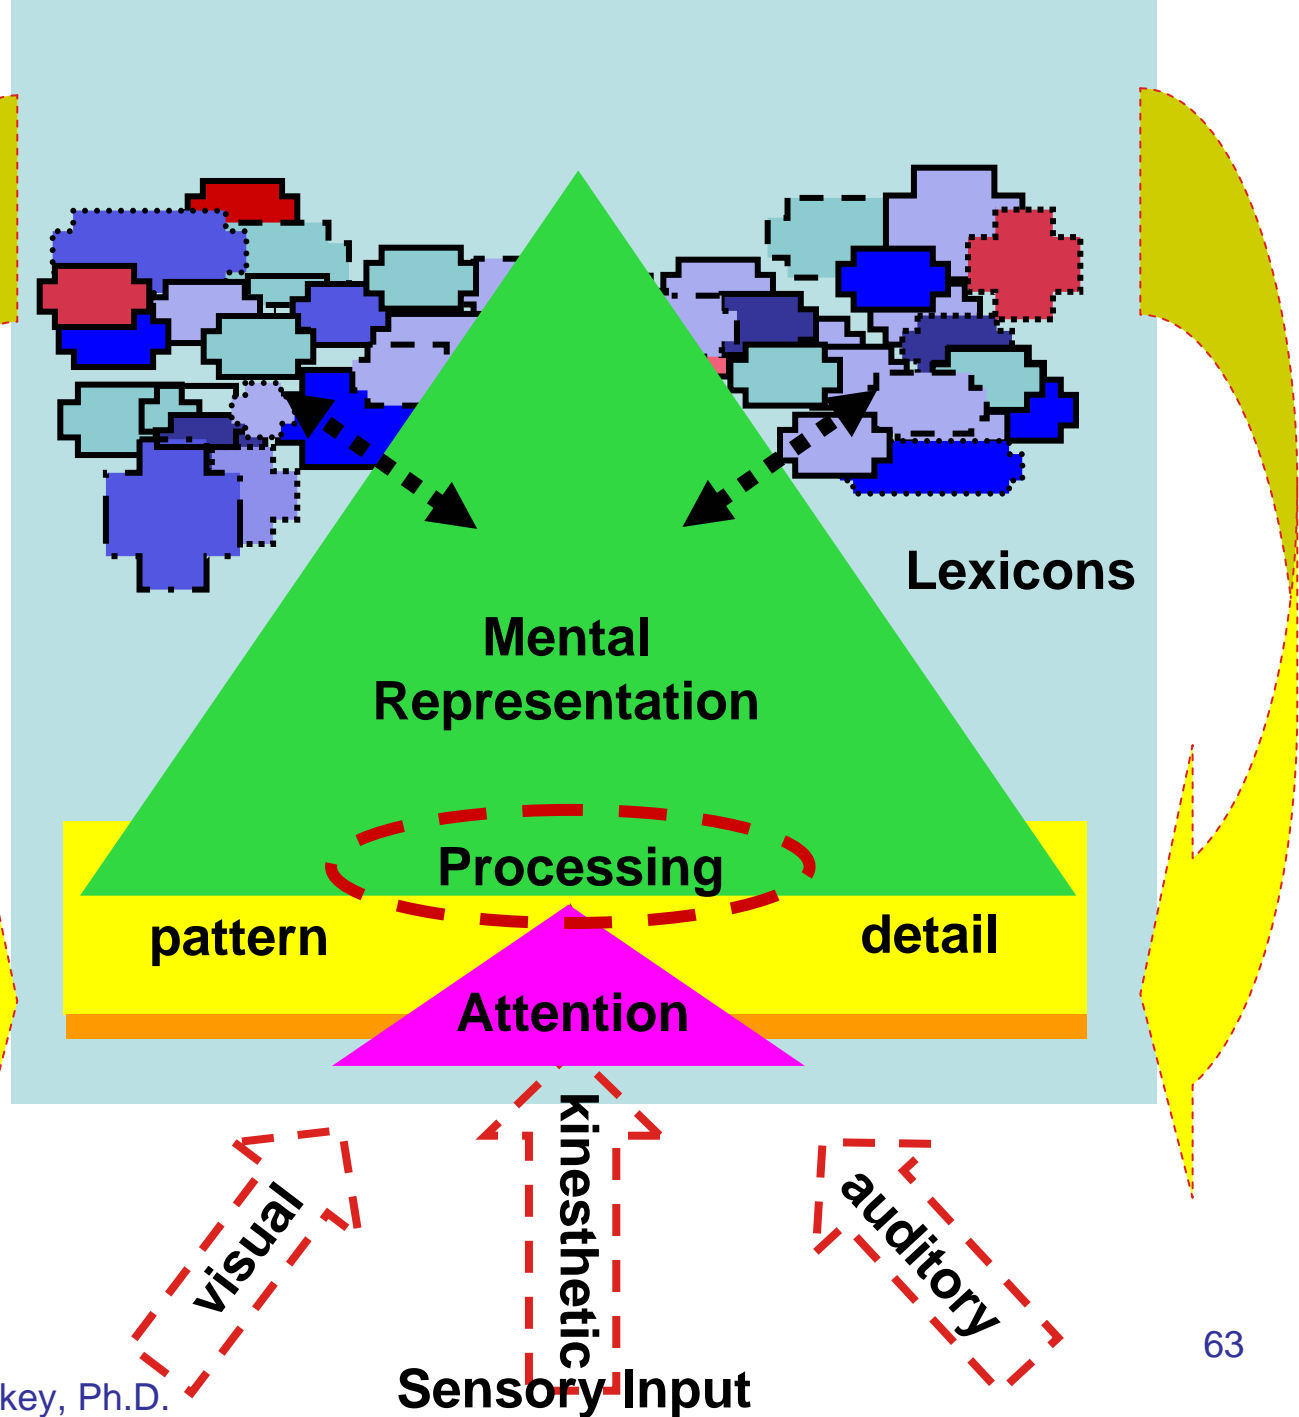 Lexicons
Mental
Representation
Processing
pattern
detail
Attention
visual
kinesthetic
auditory
Sensory Input
63
key, Ph.D.